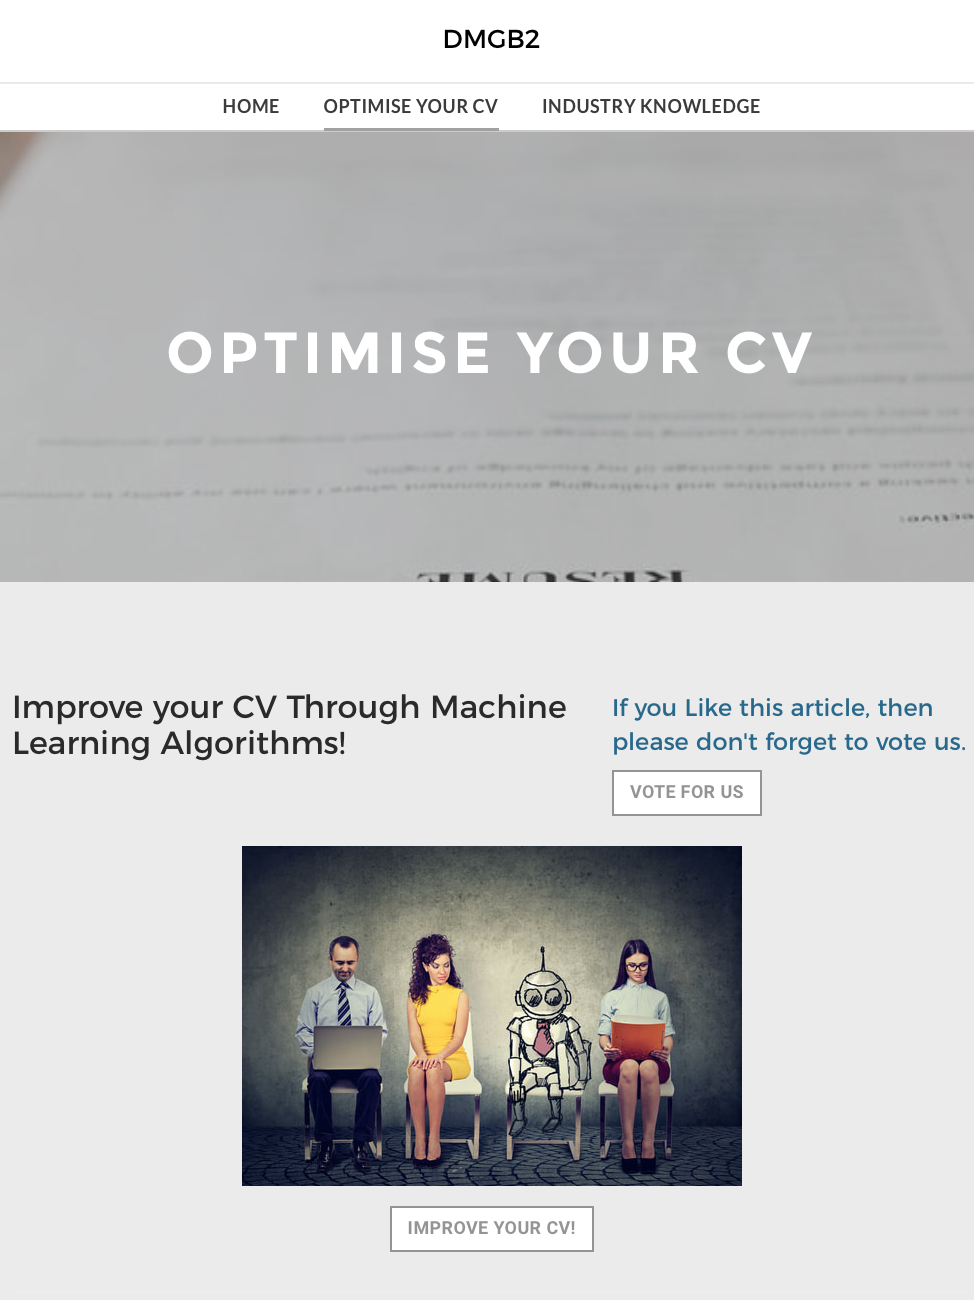 DMGB2
HOME OPTIMISE YOUR CV INDUSTRY KNOWLEDGE
OPTIMISE YOUR CV
RESUME
Improve your CV Through Machine
Learning Algorithms!
If you Like this article, then
please don't forget to vote us.
VOTE FOR US
IMPROVE YOUR CV!